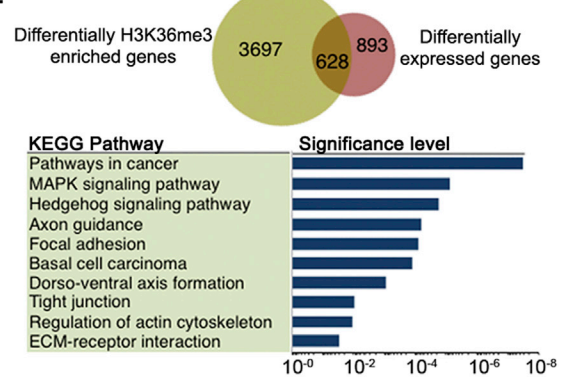 Differentially H3K36me3
enriched genes
3697
628
893
Differentially
expressed genes
KEGG Pathway
Significance level
Pathways in cancer
MAPK signaling pathway
Hedgehog signaling pathway
Axon guidance
Focal adhesion
Basal cell carcinoma
Dorso-ventral axis formation
Tight junction
Regulation of actin cytoskeleton
ECM-receptor interaction
10-0 10-2 10-4 10-6 10-8